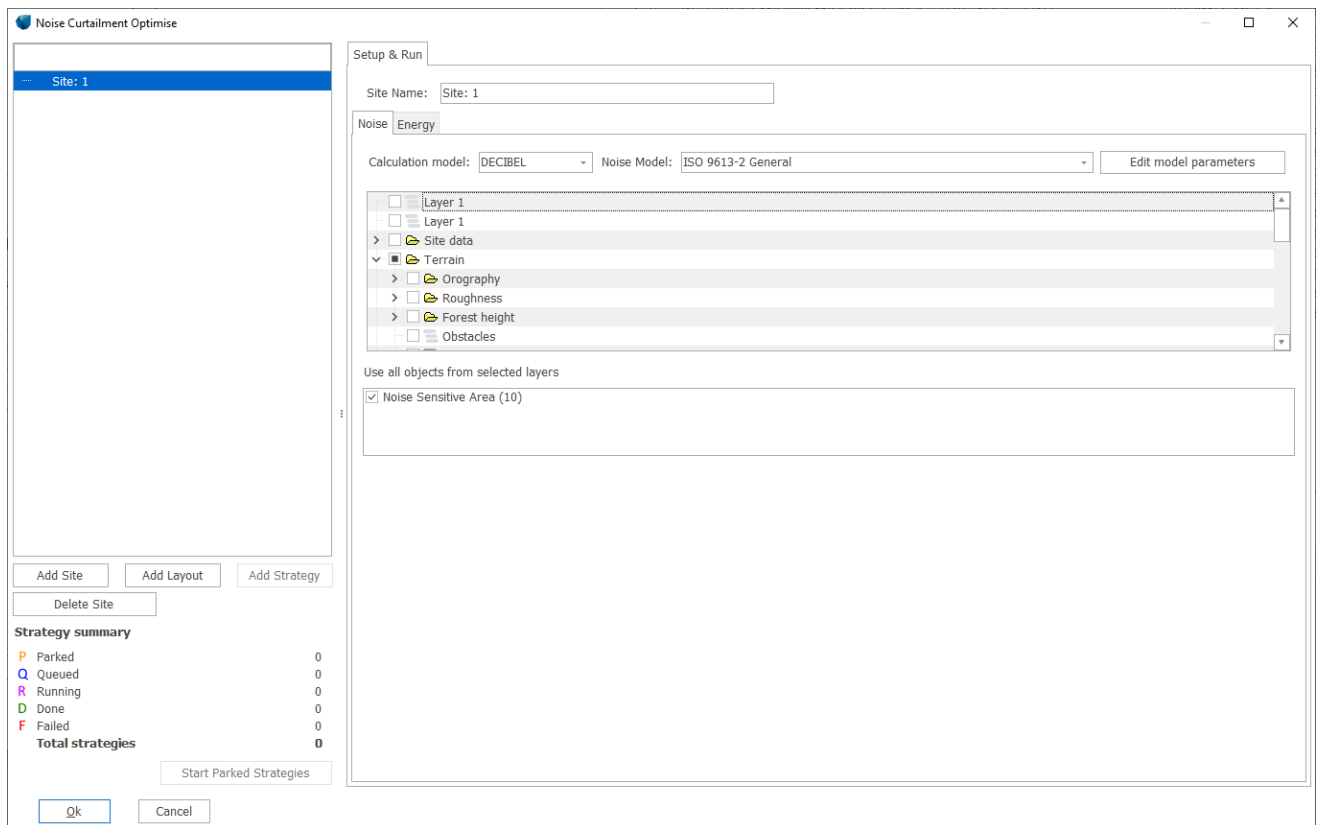 Noise Curtailment Optimise
Site: 1
Add Site
Add Layout
Add Strategy
Delete Site
Strategy summary
P Parked 0
Q Queued 0
R Running 0
D Done 0
F Failed 0
Total strategies 0
Start Parked Strategies
Ok
Cancel
Setup & Run
Site Name: Site: 1
Noise Energy
Calculation model: DECIBEL Noise Model: ISO 9613-2 General Edit model parameters
Layer 1
Layer 1
Site data
Terrain
Orography
Roughness
Forest height
Obstacles
Use all objects from selected layers
Noise Sensitive Area (10)